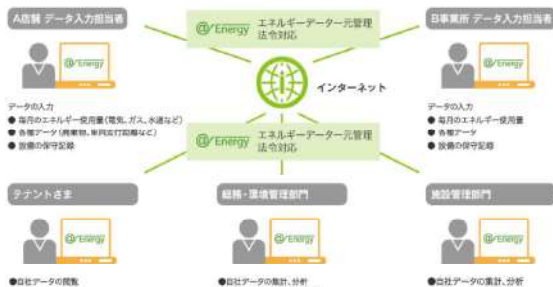 A店舗 データ入力担当者
@Energy エネルギーデータ一元管理
法令対応
B事業所 データ入力担当者
@Energy
@Energy
インターネット
データの入力
● 毎月のエネルギー使用量(電気、ガス、水道など)
● 各種データ(廃棄物、車両走行距離など)
● 設備の保守記録
データの入力
● 毎月のエネルギー使用量
● 各種データ
● 設備の保守記録
@Energy エネルギーデータ一元管理
法令対応
テナントさま
総務・環境管理部門
施設管理部門
@Energy
@Energy
@Energy
●自社データの閲覧
●自社データの集計、分析
●自社データの集計、分析